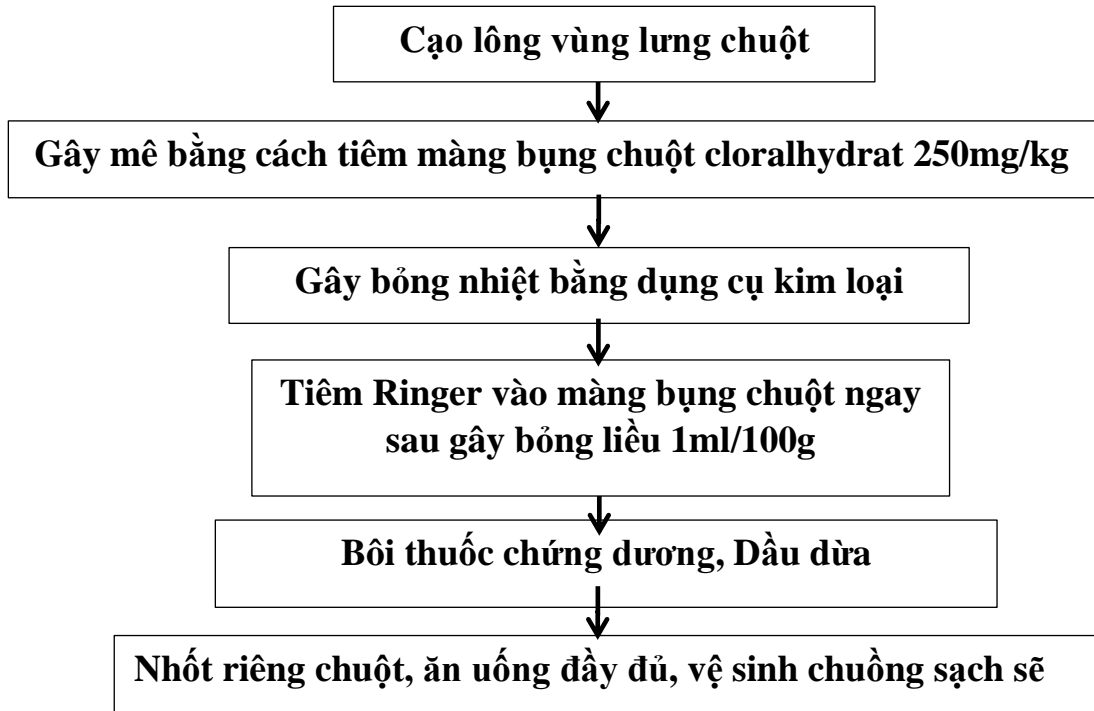 Cạo lông vùng lưng chuột
Gây mê bằng cách tiêm màng bụng chuột cloralhydrat 250mg/kg
Gây bỏng nhiệt bằng dụng cụ kim loại
Tiêm Ringer vào màng bụng chuột ngay
sau gây bỏng liều 1ml/100g
Bôi thuốc chứng dương, Dầu dừa
Nhốt riêng chuột, ăn uống đầy đủ, vệ sinh chuồng sạch sẽ